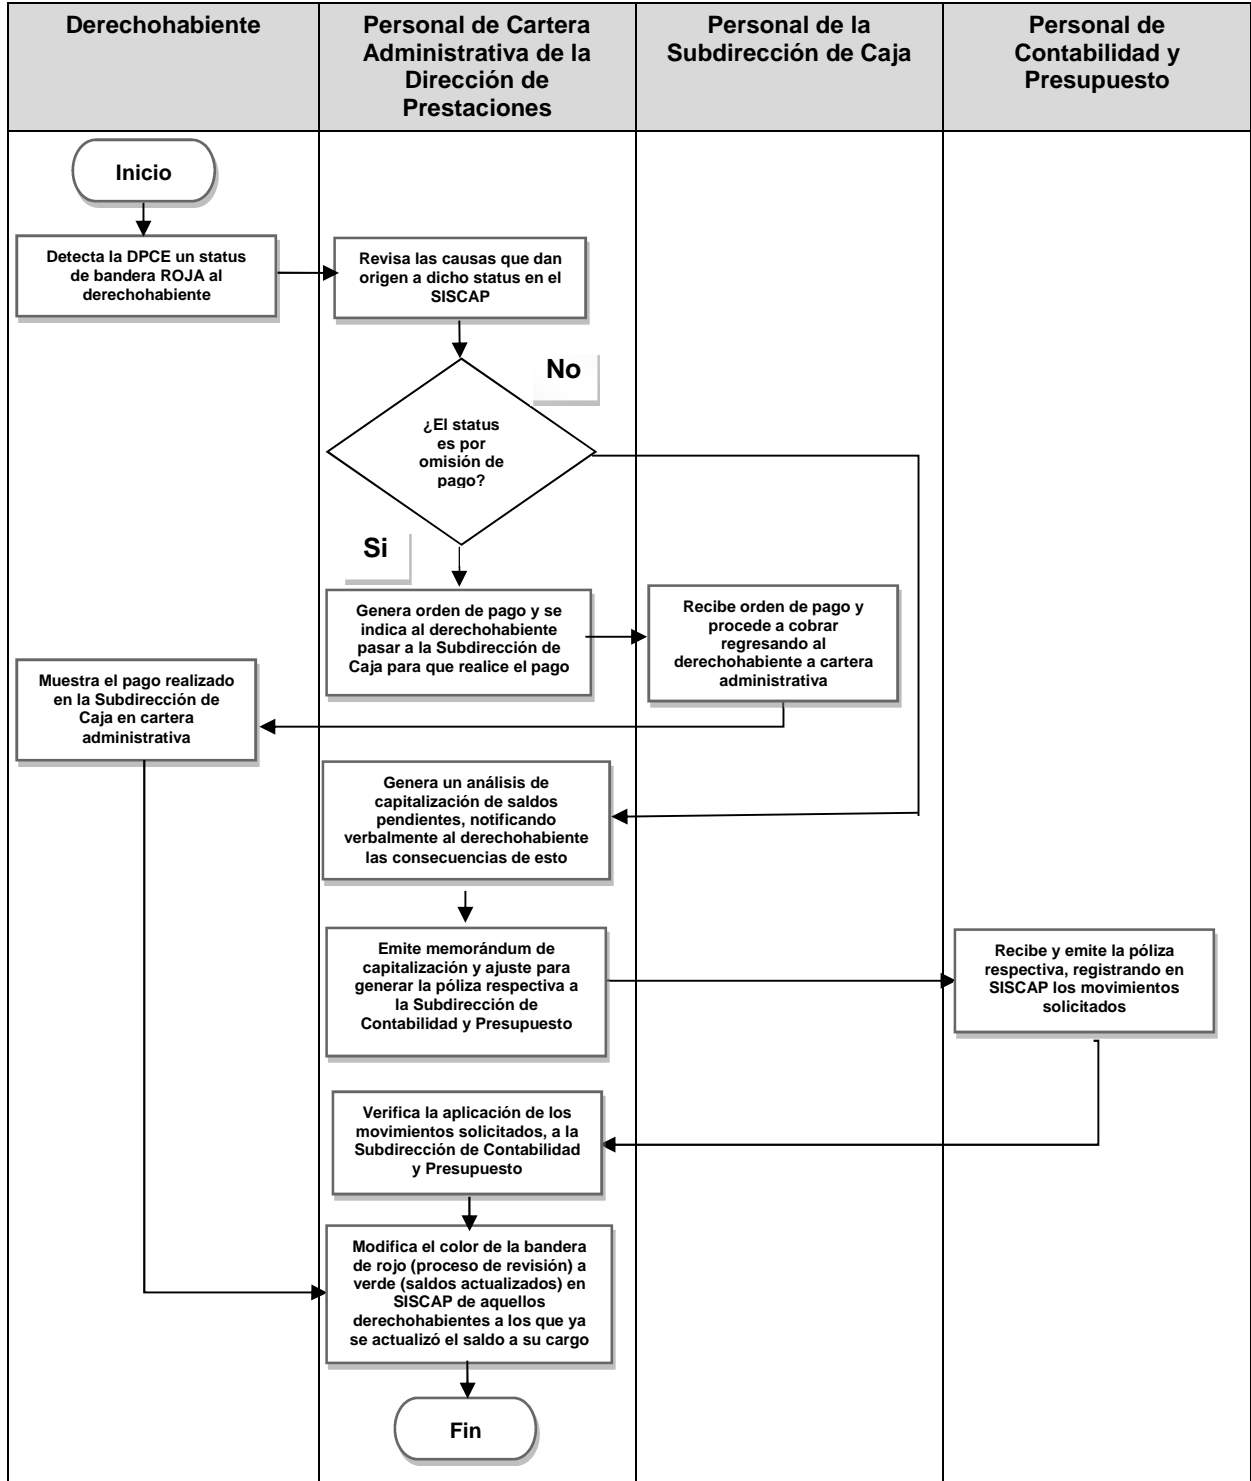 Derechohabiente
Personal de Cartera
Administrativa de la
Dirección de
Prestaciones
Personal de la
Subdirección de Caja
Personal de
Contabilidad y
Presupuesto
Inicio
Detecta la DPCE un status
de bandera ROJA al
derechohabiente
Revisa las causas que dan
origen a dicho status en el
SISCAP
No
¿El status
es por
omisión de
pago?
Si
Genera orden de pago y se
indica al derechohabiente
pasar a la Subdirección de
Caja para que realice el pago
Recibe orden de pago y
procede a cobrar
regresando al
derechohabiente a cartera
administrativa
Muestra el pago realizado
en la Subdirección de
Caja en cartera
administrativa
Genera un análisis de
capitalización de saldos
pendientes, notificando
verbalmente al derechohabiente
las consecuencias de esto
Emite memorándum de
capitalización y ajuste para
generar la póliza respectiva a
la Subdirección de
Contabilidad y Presupuesto
Recibe y emite la póliza
respectiva, registrando en
SISCAP los movimientos
solicitados
Verifica la aplicación de los
movimientos solicitados, a la
Subdirección de Contabilidad
y Presupuesto
Modifica el color de la bandera
de rojo (proceso de revisión) a
verde (saldos actualizados) en
SISCAP de aquellos
derechohabientes a los que ya
se actualizó el saldo a su cargo
Fin